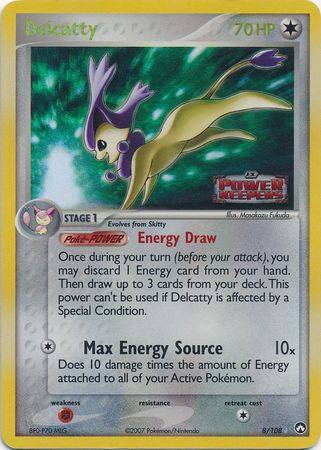 Delcatty 70 HP
EX
POWER
KEEPERS
Illus. Masakazu Fukuda
STAGE 1
Evolves from Skitty
Poké-POWER Energy Draw
Once during your turn (before your attack), you
may discard 1 Energy card from your hand.
Then draw up to 3 cards from your deck. This
power can't be used if Delcatty is affected by a
Special Condition.
Max Energy Source 10x
Does 10 damage times the amount of Energy
attached to all of your Active Pokémon.
weakness resistance retreat cost
©2007 Pokémon/Nintendo 8/108